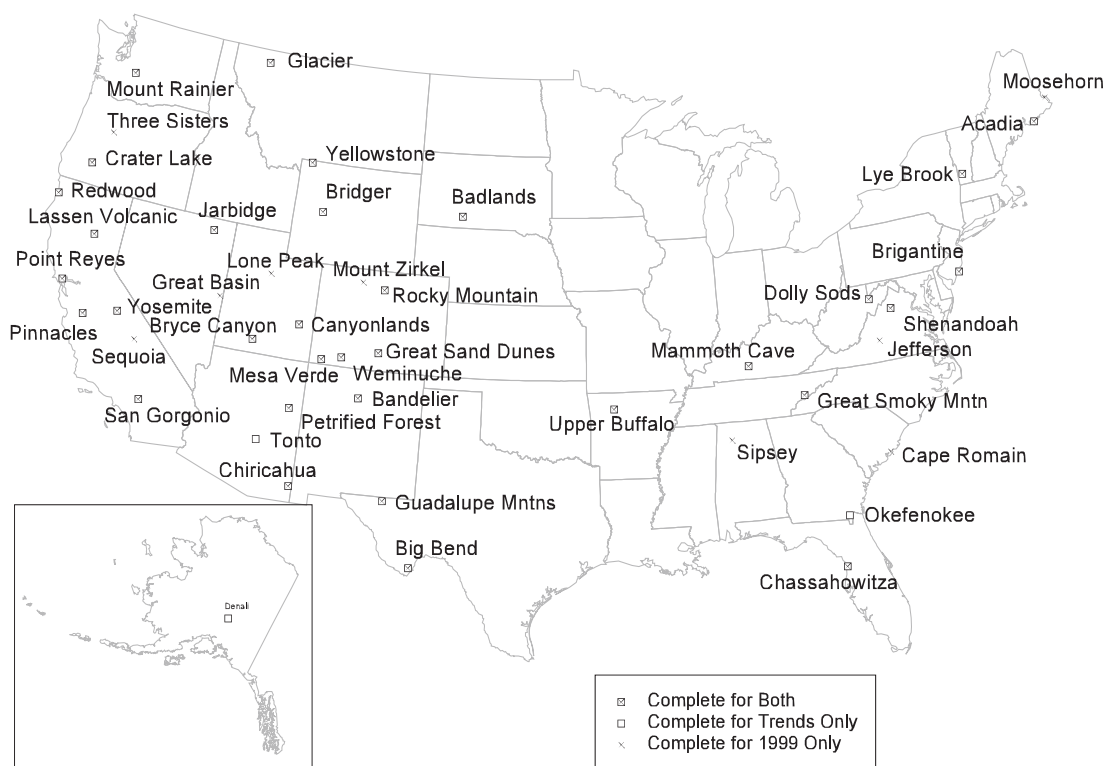 Glacier
Moosehorn
Mount Rainier
Three Sisters
Acadia
Crater Lake
Yellowstone
Lye Brook
Redwood
Bridger
Badlands
Lassen Volcanic
Jarbidge
Point Reyes
Lone Peak
Mount Zirkel
Brigantine
Great Basin
Rocky Mountain
Dolly Sods
Yosemite
Pinnacles
Bryce Canyon
Canyonlands
Shenandoah
Sequoia
Great Sand Dunes
Mammoth Cave
Jefferson
Mesa Verde
Weminuche
San Gorgonio
Bandelier
Great Smoky Mntn
Petrified Forest
Upper Buffalo
Tonto
Sipsey
Cape Romain
Chiricahua
Guadalupe Mntns
Okefenokee
Big Bend
Chassahowitza
Denali
Complete for Both
Complete for Trends Only
Complete for 1999 Only